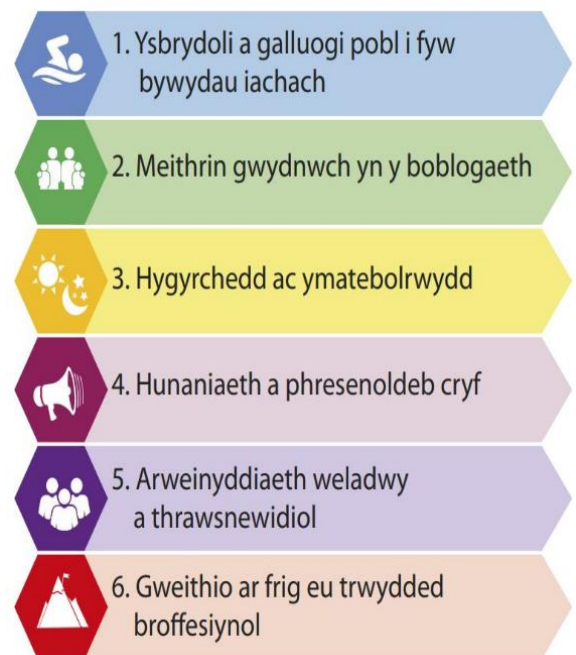 1. Ysbrydoli a galluogi pobl i fyw
bywydau iachach
2. Meithrin gwydnwch yn y boblogaeth
3. Hygyrchedd ac ymatebolrwydd
4. Hunaniaeth a phresenoldeb cryf
5. Arweinyddiaeth weladwy
a thrawsnewidiol
6. Gweithio ar frig eu trwydded
broffesiynol